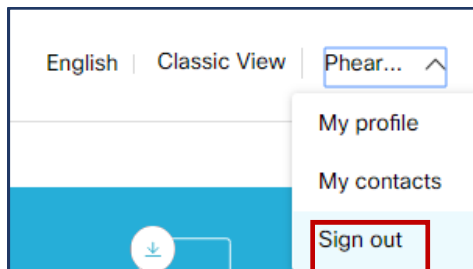 English Classic View Phear...
My profile
My contacts
Sign out